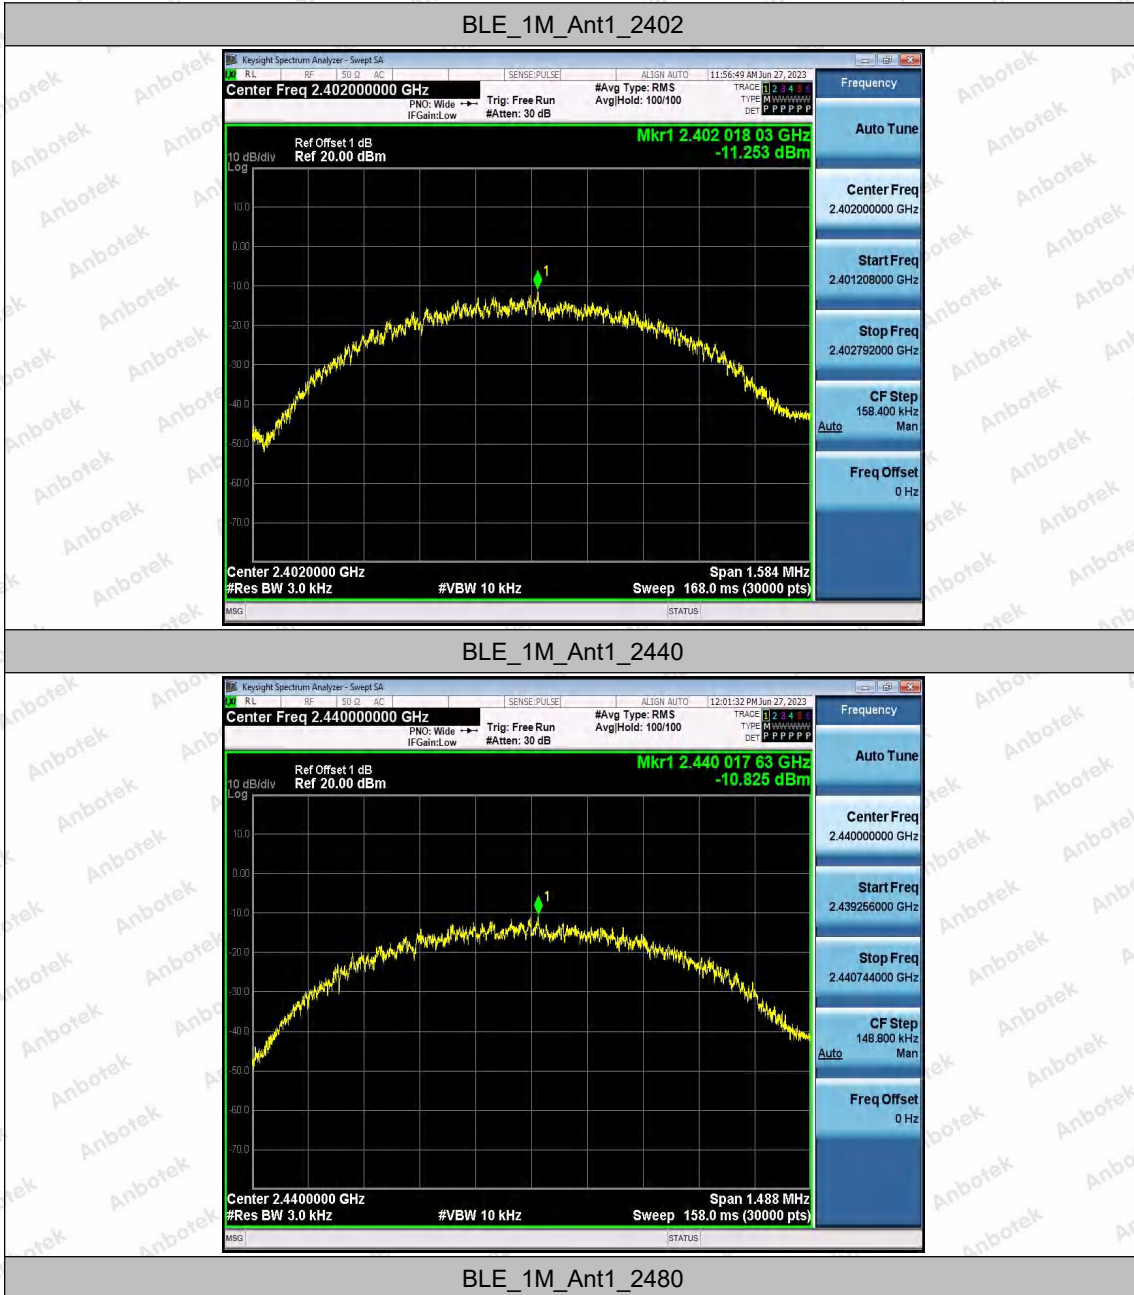 BLE_1M_Ant1_2402
Keysight Spectrum Analyzer - Swept SA
LXI RL RF 50 Ω AC SENSE:PULSE ALIGN AUTO 11:56:49 AM Jun 27, 2023
Center Freq 2.402000000 GHz
PNO: Wide
IFGain:Low
Trig: Free Run
#Atten: 30 dB
#Avg Type: RMS
Avg|Hold: 100/100
TRACE 1 2 3 4 5 6
TYPE M W W W W W
DET P P P P P P
Frequency
Auto Tune
Center Freq
2.402000000 GHz
Start Freq
2.401208000 GHz
Stop Freq
2.402792000 GHz
CF Step
158.400 kHz
Auto Man
Freq Offset
0 Hz
Mkr1 2.402 018 03 GHz
-11.253 dBm
Ref Offset 1 dB
10 dB/div Ref 20.00 dBm
Log
10.0
0.00
1
-10.0
-20.0
-30.0
-40.0
-50.0
-60.0
-70.0
Center 2.4020000 GHz Span 1.584 MHz
#Res BW 3.0 kHz #VBW 10 kHz Sweep 168.0 ms (30000 pts)
MSG STATUS
BLE_1M_Ant1_2440
Keysight Spectrum Analyzer - Swept SA
LXI RL RF 50 Ω AC SENSE:PULSE ALIGN AUTO 12:01:32 PM Jun 27, 2023
Center Freq 2.440000000 GHz
PNO: Wide
IFGain:Low
Trig: Free Run
#Atten: 30 dB
#Avg Type: RMS
Avg|Hold: 100/100
TRACE 1 2 3 4 5 6
TYPE M W W W W W
DET P P P P P P
Frequency
Auto Tune
Center Freq
2.440000000 GHz
Start Freq
2.439256000 GHz
Stop Freq
2.440744000 GHz
CF Step
148.800 kHz
Auto Man
Freq Offset
0 Hz
Mkr1 2.440 017 63 GHz
-10.825 dBm
Ref Offset 1 dB
10 dB/div Ref 20.00 dBm
Log
10.0
0.00
1
-10.0
-20.0
-30.0
-40.0
-50.0
-60.0
-70.0
Center 2.4400000 GHz Span 1.488 MHz
#Res BW 3.0 kHz #VBW 10 kHz Sweep 158.0 ms (30000 pts)
MSG STATUS
BLE_1M_Ant1_2480
Anbotek